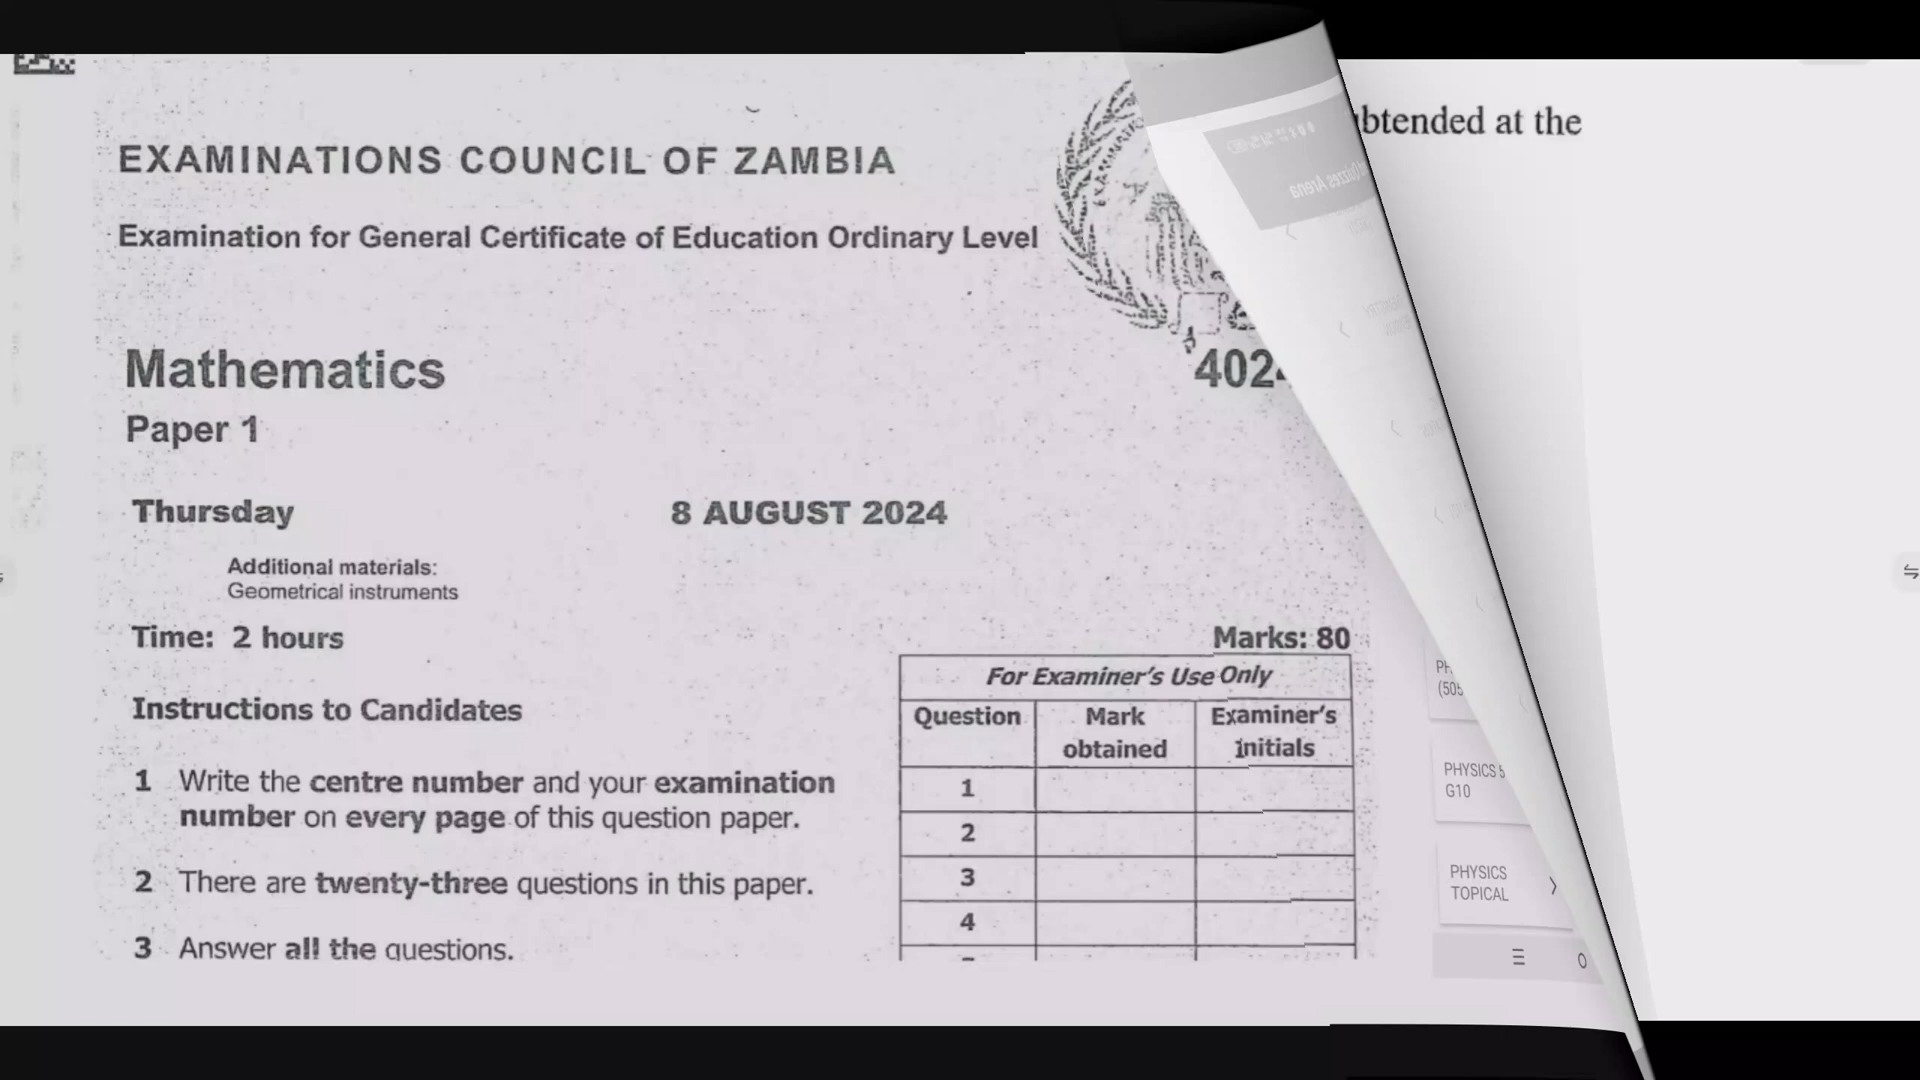 EXAMINATIONS COUNCIL OF ZAMBIA
Examination for General Certificate of Education Ordinary Level
btended at the
Mathematics
402
Paper 1
Thursday
8 AUGUST 2024
Additional materials:
Geometrical instruments
Time: 2 hours
Marks: 80
For Examiner's Use Only
Question
Mark obtained
Examiner's initials
1
2
3
4
Instructions to Candidates
1 Write the centre number and your examination
number on every page of this question paper.
2 There are twenty-three questions in this paper.
3 Answer all the questions.
Quizzes Arena
PHYSICS 5
G10
PHYSICS
TOPICAL